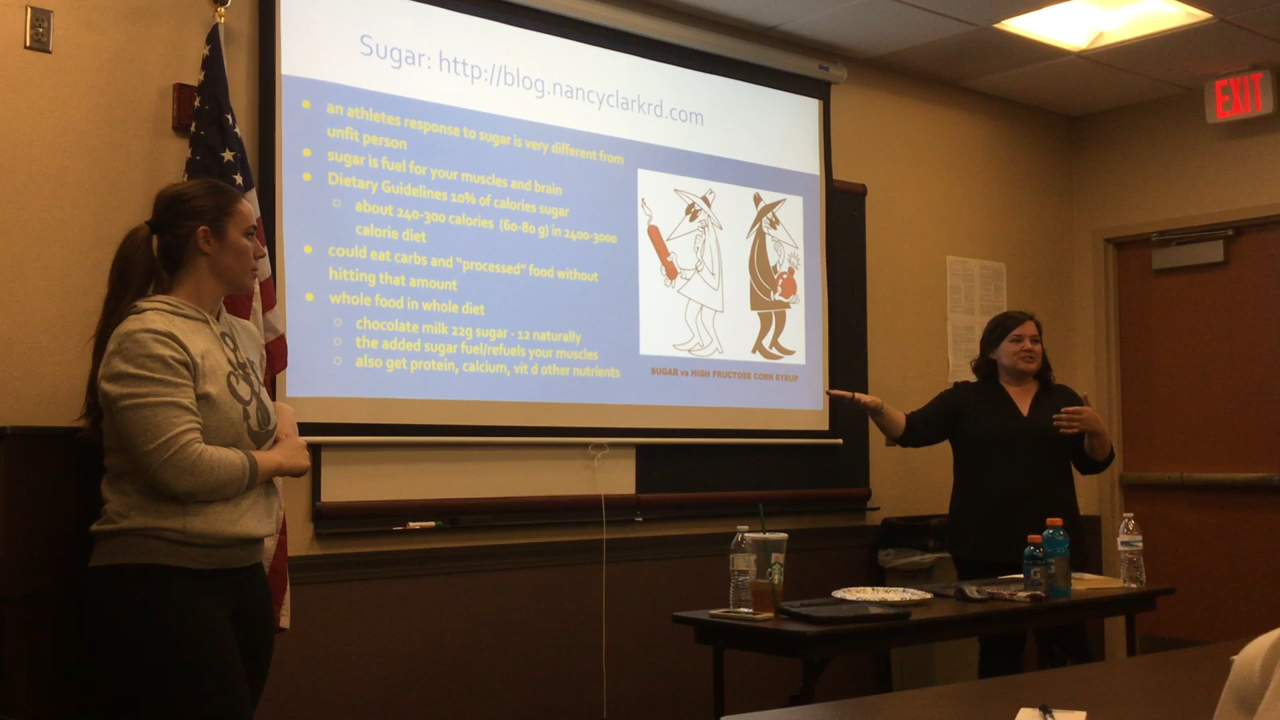 Sugar: http://blog.nancyclarkrd.com
EXIT
an athletes response to sugar is very different from
unfit person
sugar is fuel for your muscles and brain
Dietary Guidelines 10% of calories sugar
about 240-300 calories (60-80 g) in 2400-3000
calorie diet
could eat carbs and "processed" food without
hitting that amount
whole food in whole diet
chocolate milk 22g sugar - 12 naturally
the added sugar fuel/refuels your muscles
also get protein, calcium, vit d other nutrients
SUGAR vs HIGH FRUCTOSE CORN SYRUP